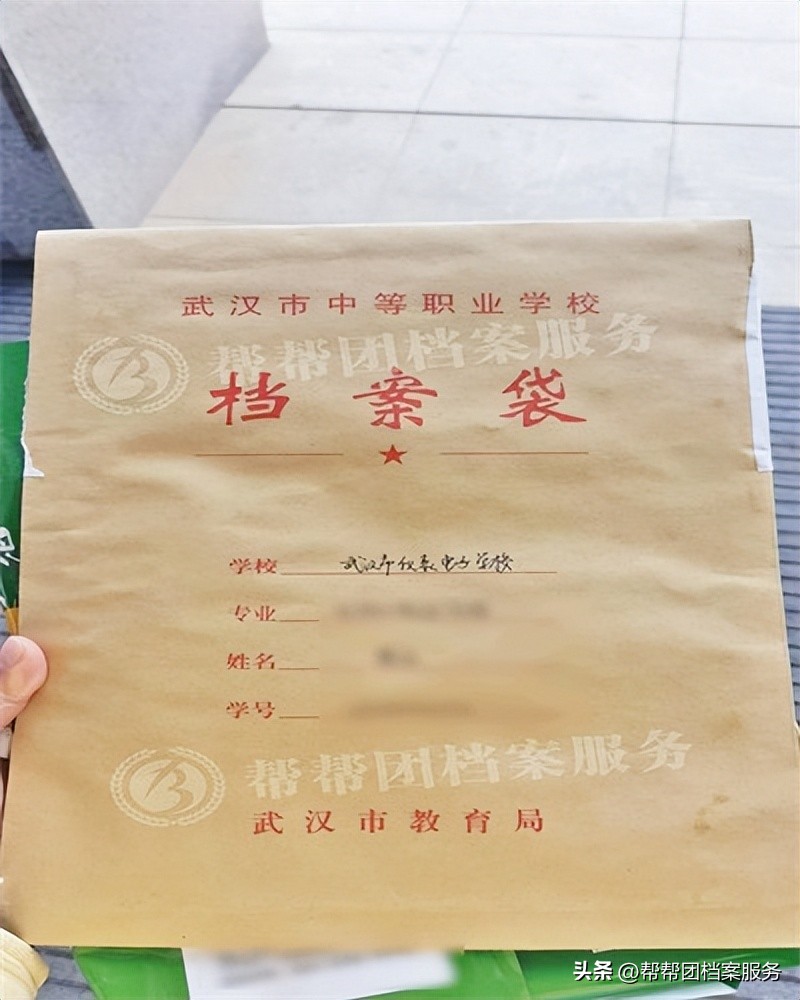 武汉市中等职业学校
帮帮团档案服务
档案袋
学校 武汉市仪表电子学校
专业
姓名
学号
帮帮团档案服务
武汉市教育局
头条 @帮帮团档案服务